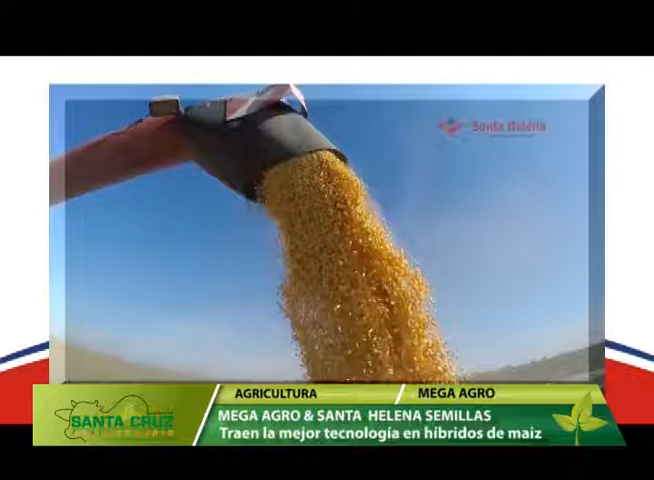 Santa Helena
AGRICULTURA
MEGA AGRO
SANTA CRUZ
MEGA AGRO & SANTA HELENA SEMILLAS
Traen la mejor tecnología en híbridos de maiz